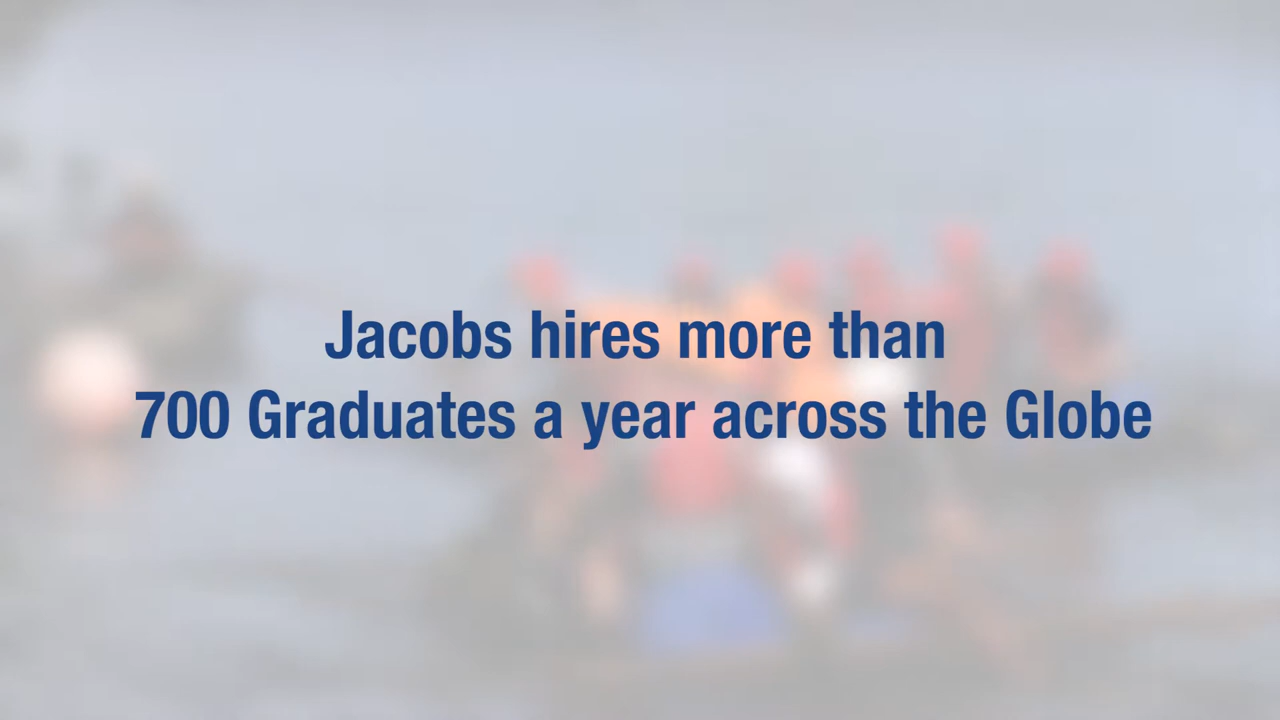 Jacobs hires more than
700 Graduates a year across the Globe